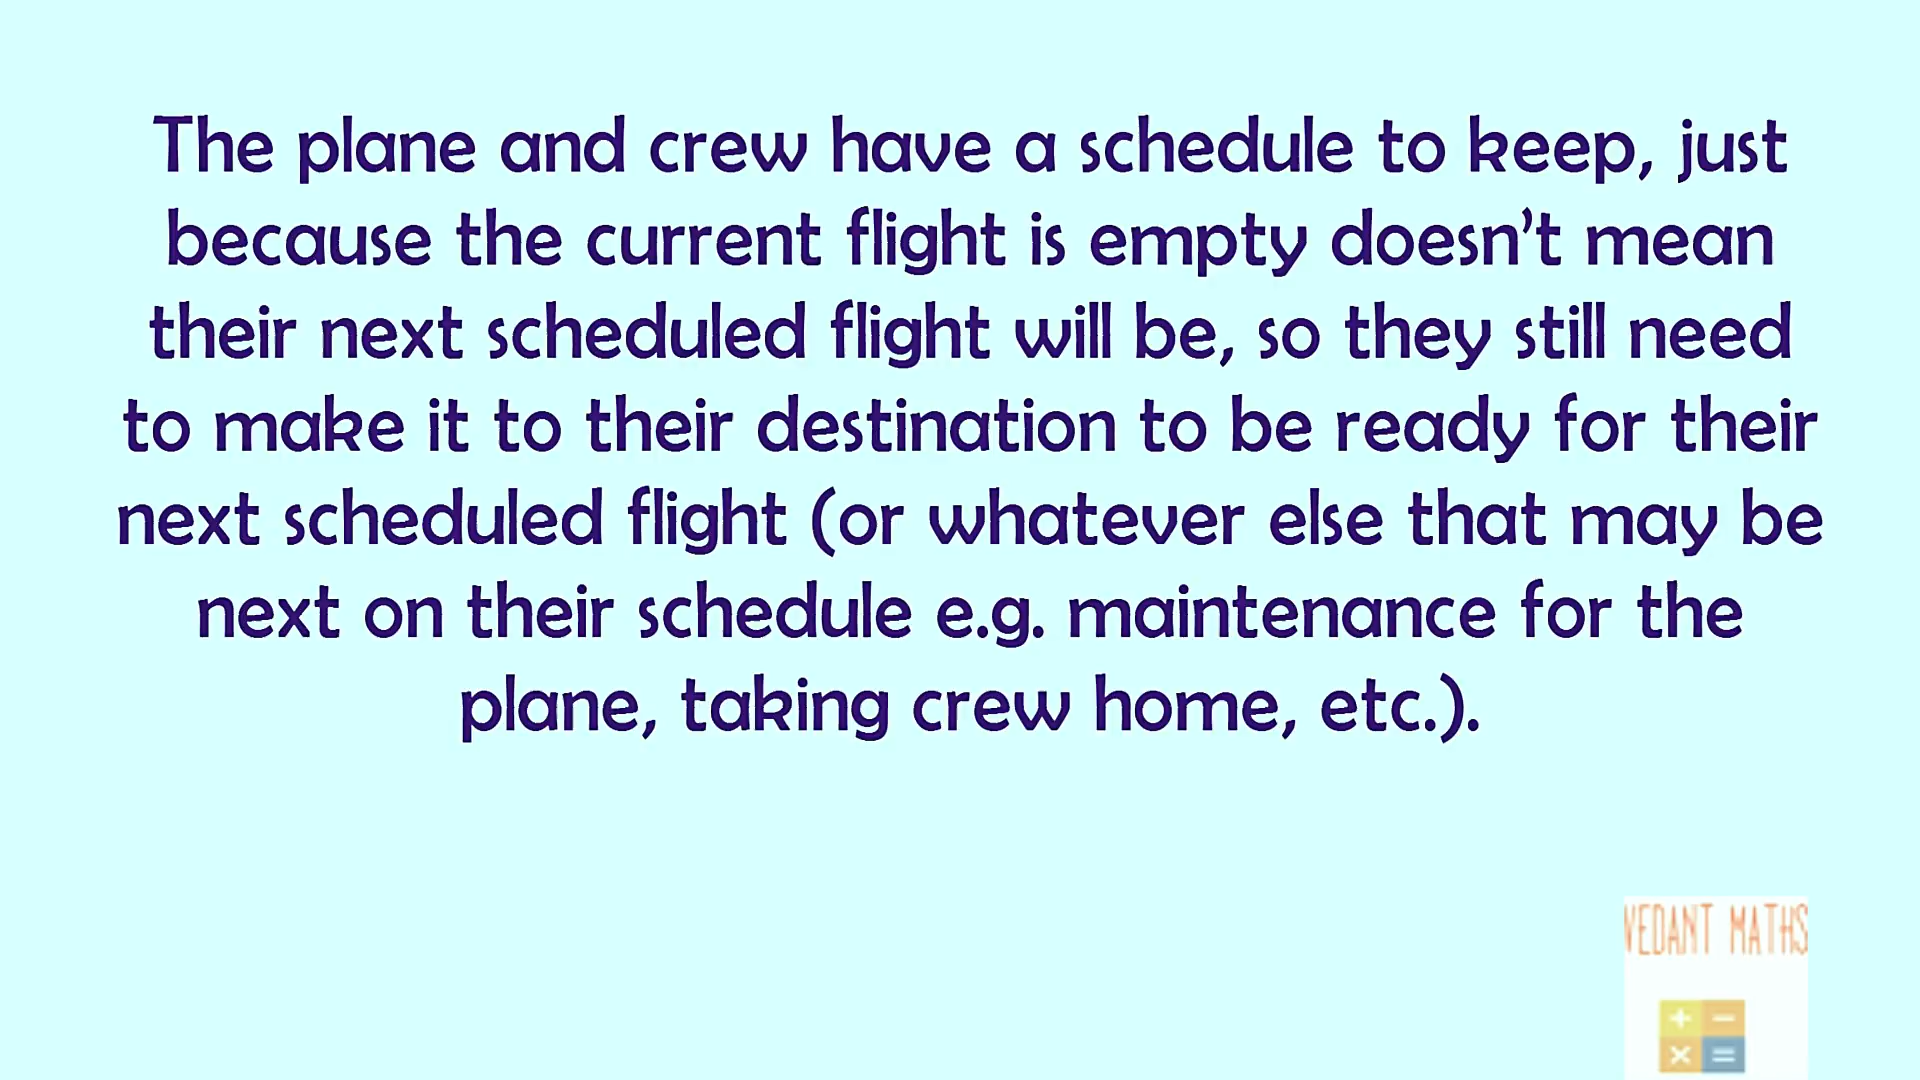 The plane and crew have a schedule to keep, just
because the current flight is empty doesn’t mean
their next scheduled flight will be, so they still need
to make it to their destination to be ready for their
next scheduled flight (or whatever else that may be
next on their schedule e.g. maintenance for the
plane, taking crew home, etc.).
VEDANT MATHS
+ −
× =